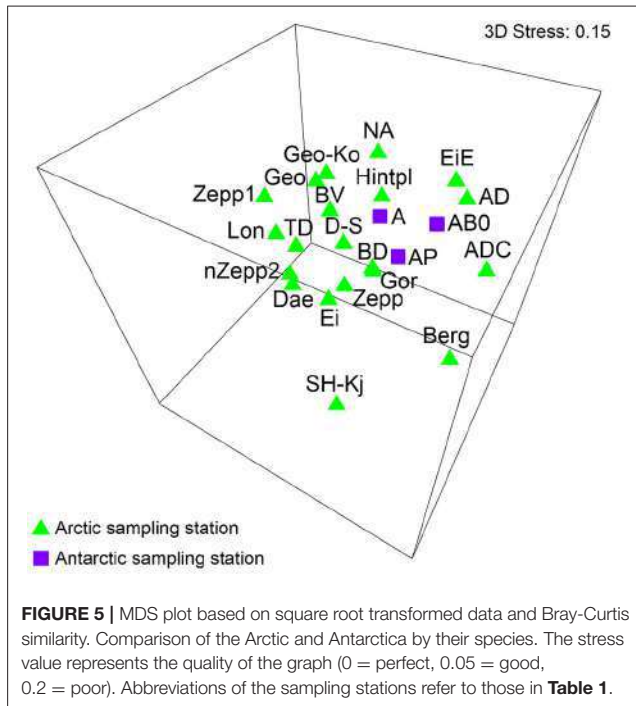 3D Stress: 0.15
NA
Geo-Ko
EiE
Geo
Hintpl
Zepp1
BV
AD
A
AB0
Lon
TD
D-S
BD
AP
ADC
nZepp2
Gor
Dae
Zepp
Ei
Berg
SH-Kj
Arctic sampling station
Antarctic sampling station
FIGURE 5 | MDS plot based on square root transformed data and Bray-Curtis
similarity. Comparison of the Arctic and Antarctica by their species. The stress
value represents the quality of the graph (0 = perfect, 0.05 = good,
0.2 = poor). Abbreviations of the sampling stations refer to those in Table 1.